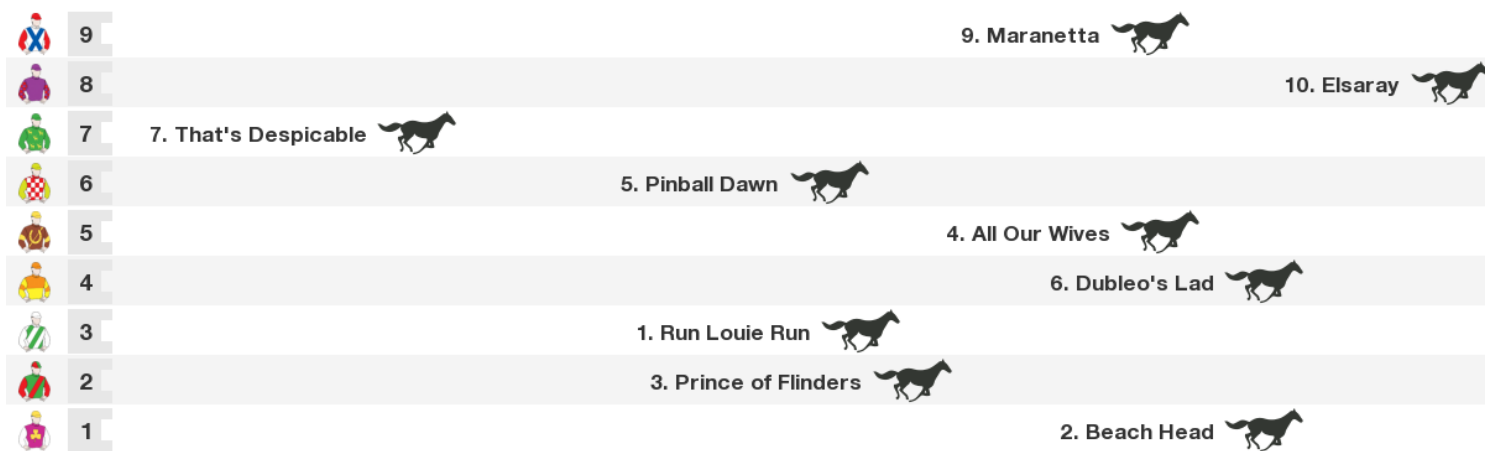 9 9. Maranetta
8 10. Elsaray
7 7. That's Despicable
6 5. Pinball Dawn
5 4. All Our Wives
4 6. Dubleo's Lad
3 1. Run Louie Run
2 3. Prince of Flinders
1 2. Beach Head